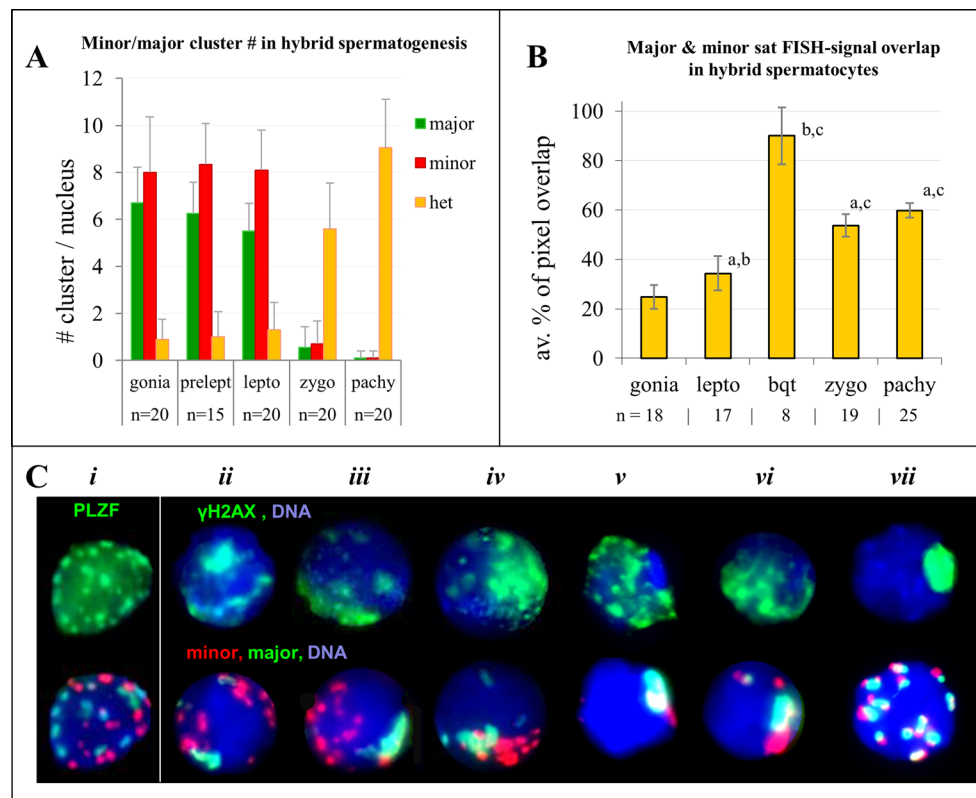 A
Minor/major cluster # in hybrid spermatogenesis
# cluster / nucleus
12
10
8
6
4
2
0
major
minor
het
gonia prelept lepto zygo pachy
n=20 n=15 n=20 n=20 n=20
B
Major & minor sat FISH-signal overlap
in hybrid spermatocytes
av. % of pixel overlap
100
80
60
40
20
0
a,b
b,c
a,c
a,c
gonia lepto bqt zygo pachy
n = 18 | 17 | 8 | 19 | 25
C
i ii iii iv v vi vii
PLZF
γH2AX , DNA
minor, major, DNA